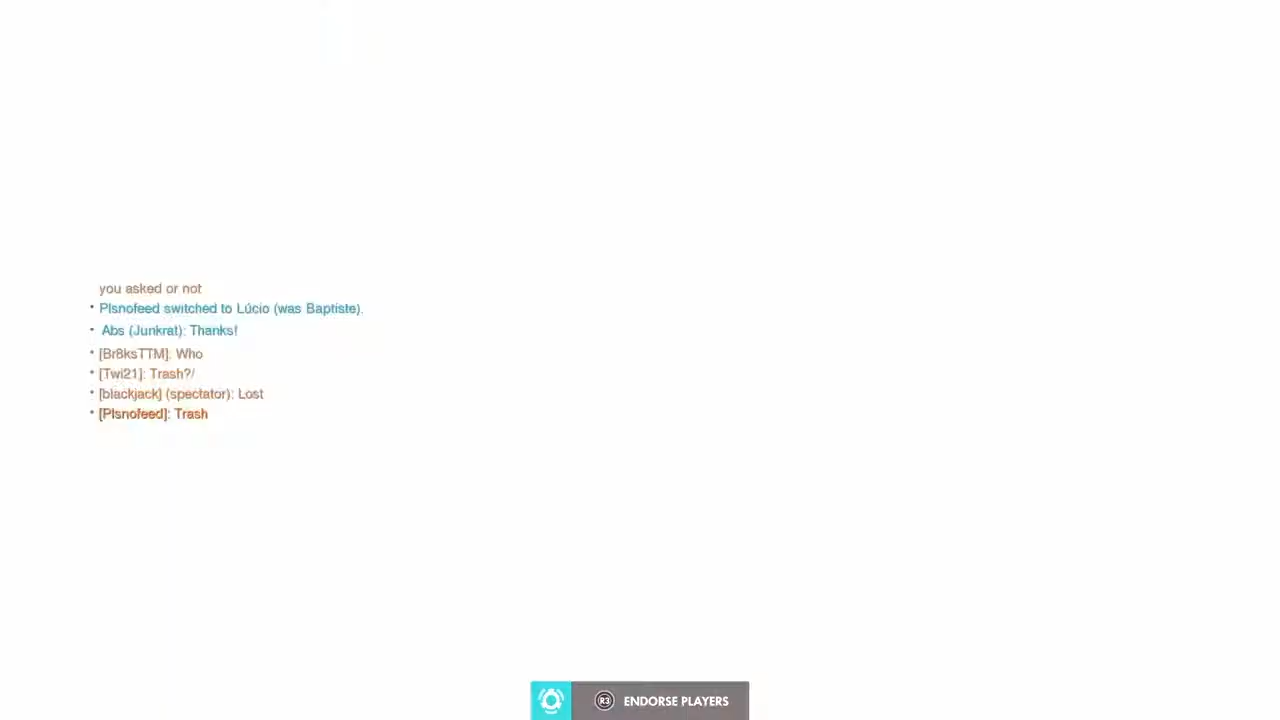 you asked or not
• Plsnofeed switched to Lúcio (was Baptiste).
• Abs (Junkrat): Thanks!
• [Br8ksTTM]: Who
• [Twi21]: Trash?/
• [blackjack] (spectator): Lost
• [Plsnofeed]: Trash
R3 ENDORSE PLAYERS